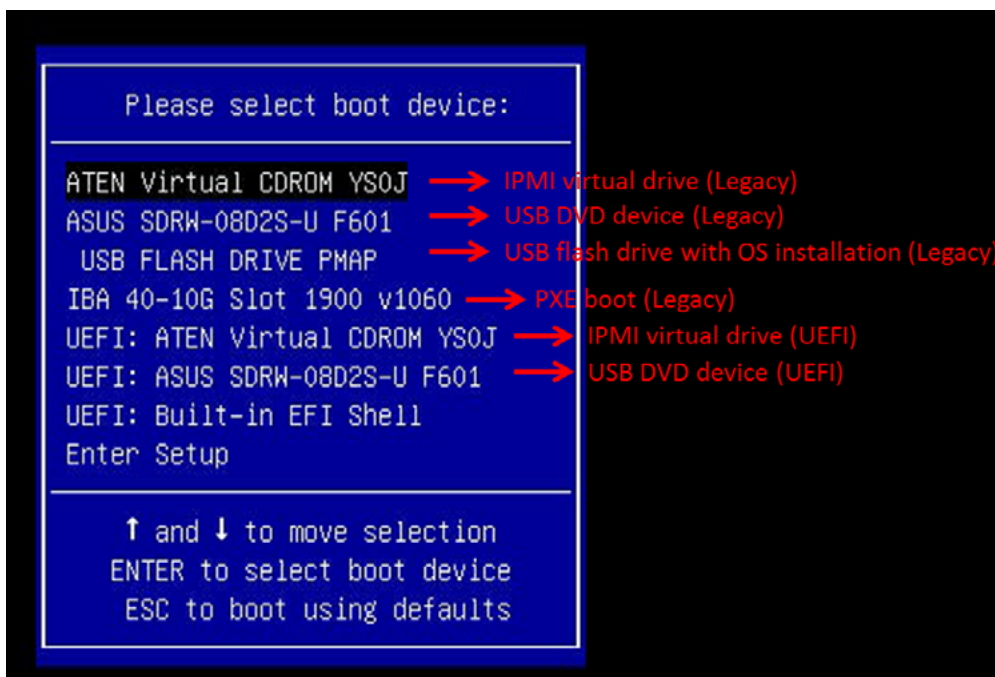 Please select boot device:
ATEN Virtual CDROM YS0J → IPMI virtual drive (Legacy)
ASUS SDRW-08D2S-U F601 → USB DVD device (Legacy)
USB FLASH DRIVE PMAP → USB flash drive with OS installation (Legacy)
IBA 40-10G Slot 1900 v1060 → PXE boot (Legacy)
UEFI: ATEN Virtual CDROM YS0J → IPMI virtual drive (UEFI)
UEFI: ASUS SDRW-08D2S-U F601 → USB DVD device (UEFI)
UEFI: Built-in EFI Shell
Enter Setup
↑ and ↓ to move selection
ENTER to select boot device
ESC to boot using defaults